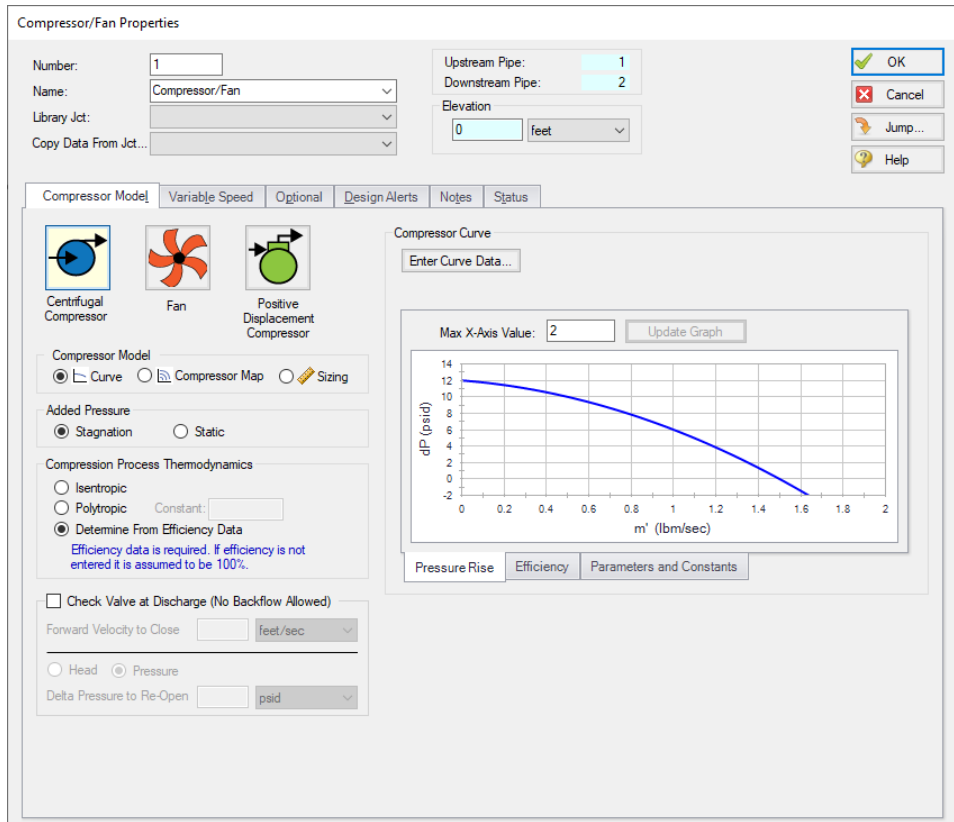 Compressor/Fan Properties
Number: 1
Name: Compressor/Fan
Library Jct:
Copy Data From Jct...
Upstream Pipe: 1
Downstream Pipe: 2
Elevation
0 feet
OK
Cancel
Jump...
Help
Compressor Model Variable Speed Optional Design Alerts Notes Status
Centrifugal
Compressor
Fan
Positive
Displacement
Compressor
Compressor Model
Curve Compressor Map Sizing
Added Pressure
Stagnation Static
Compression Process Thermodynamics
Isentropic
Polytropic Constant:
Determine From Efficiency Data
Efficiency data is required. If efficiency is not
entered it is assumed to be 100%.
Check Valve at Discharge (No Backflow Allowed)
Forward Velocity to Close feet/sec
Head Pressure
Delta Pressure to Re-Open psid
Compressor Curve
Enter Curve Data...
Max X-Axis Value: 2 Update Graph
dP (psid)
14
12
10
8
6
4
2
0
-2
0 0.2 0.4 0.6 0.8 1 1.2 1.4 1.6 1.8 2
m' (lbm/sec)
Pressure Rise Efficiency Parameters and Constants